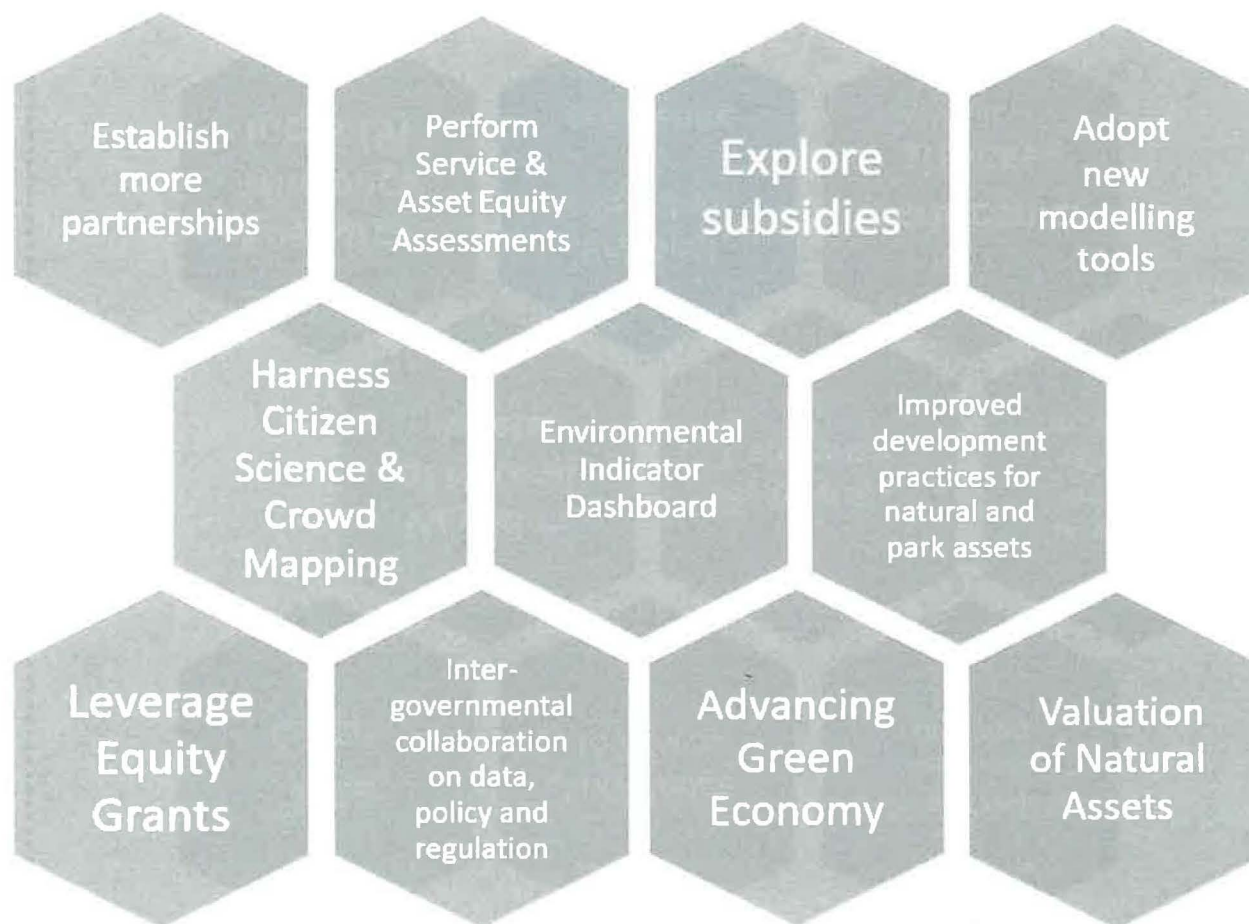 Establish
more
partnerships
Perform
Service &
Asset Equity
Assessments
Explore
subsidies
Adopt
new
modelling
tools
Harness
Citizen
Science &
Crowd
Mapping
Environmental
Indicator
Dashboard
Improved
development
practices for
natural and
park assets
Leverage
Equity
Grants
Inter-
governmental
collaboration
on data,
policy and
regulation
Advancing
Green
Economy
Valuation
of Natural
Assets